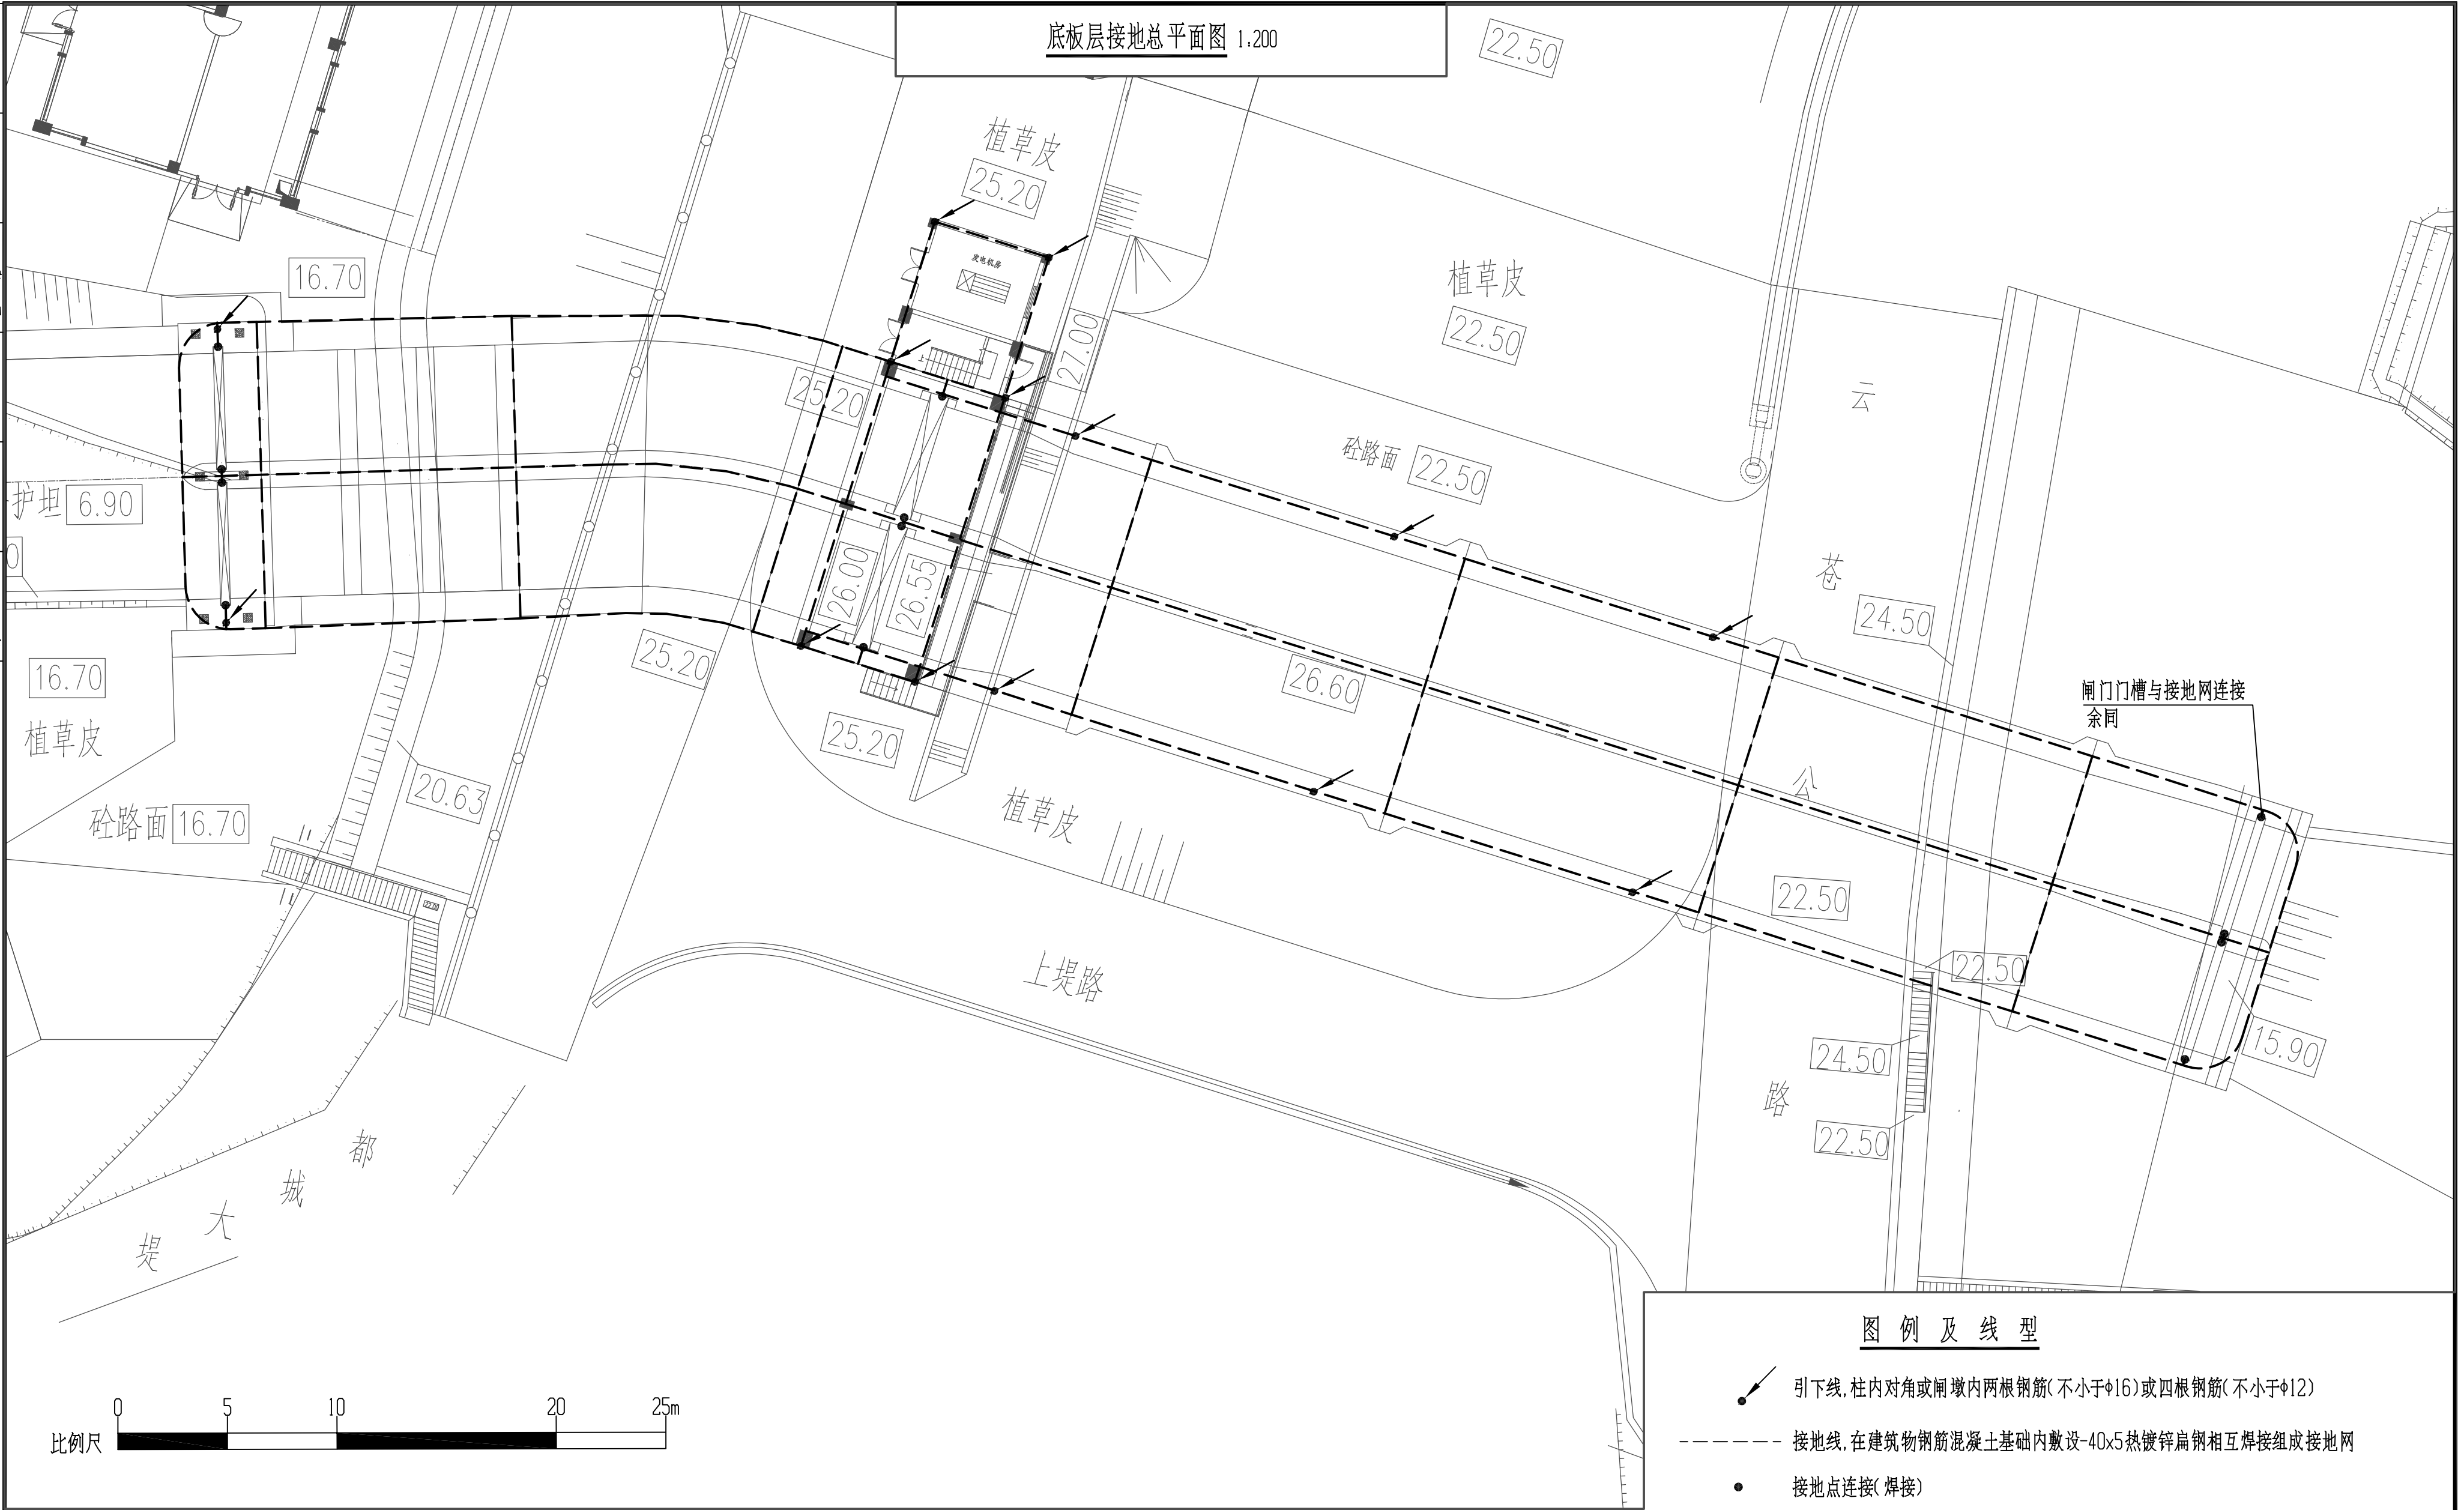 底板层接地总平面图 1:200
22.50
植草皮
25.20
发电机房
16.70
植草皮
22.50
27.00
25.20
上
云
砼路面 22.50
护坦 6.90
0
26.00
26.55
苍
24.50
25.20
26.60
16.70
闸门门槽与接地网连接
余同
植草皮
25.20
20.63
植草皮
公
砼路面 16.70
22.50
22.00
上堤路
22.50
15.90
24.50
路
22.50
都
城
大
堤
图 例 及 线 型
引下线,柱内对角或闸墩内两根钢筋(不小于φ16)或四根钢筋(不小于φ12)
接地线,在建筑物钢筋混凝土基础内敷设-40x5热镀锌扁钢相互焊接组成接地网
接地点连接(焊接)
0 5 10 20 25m
比例尺